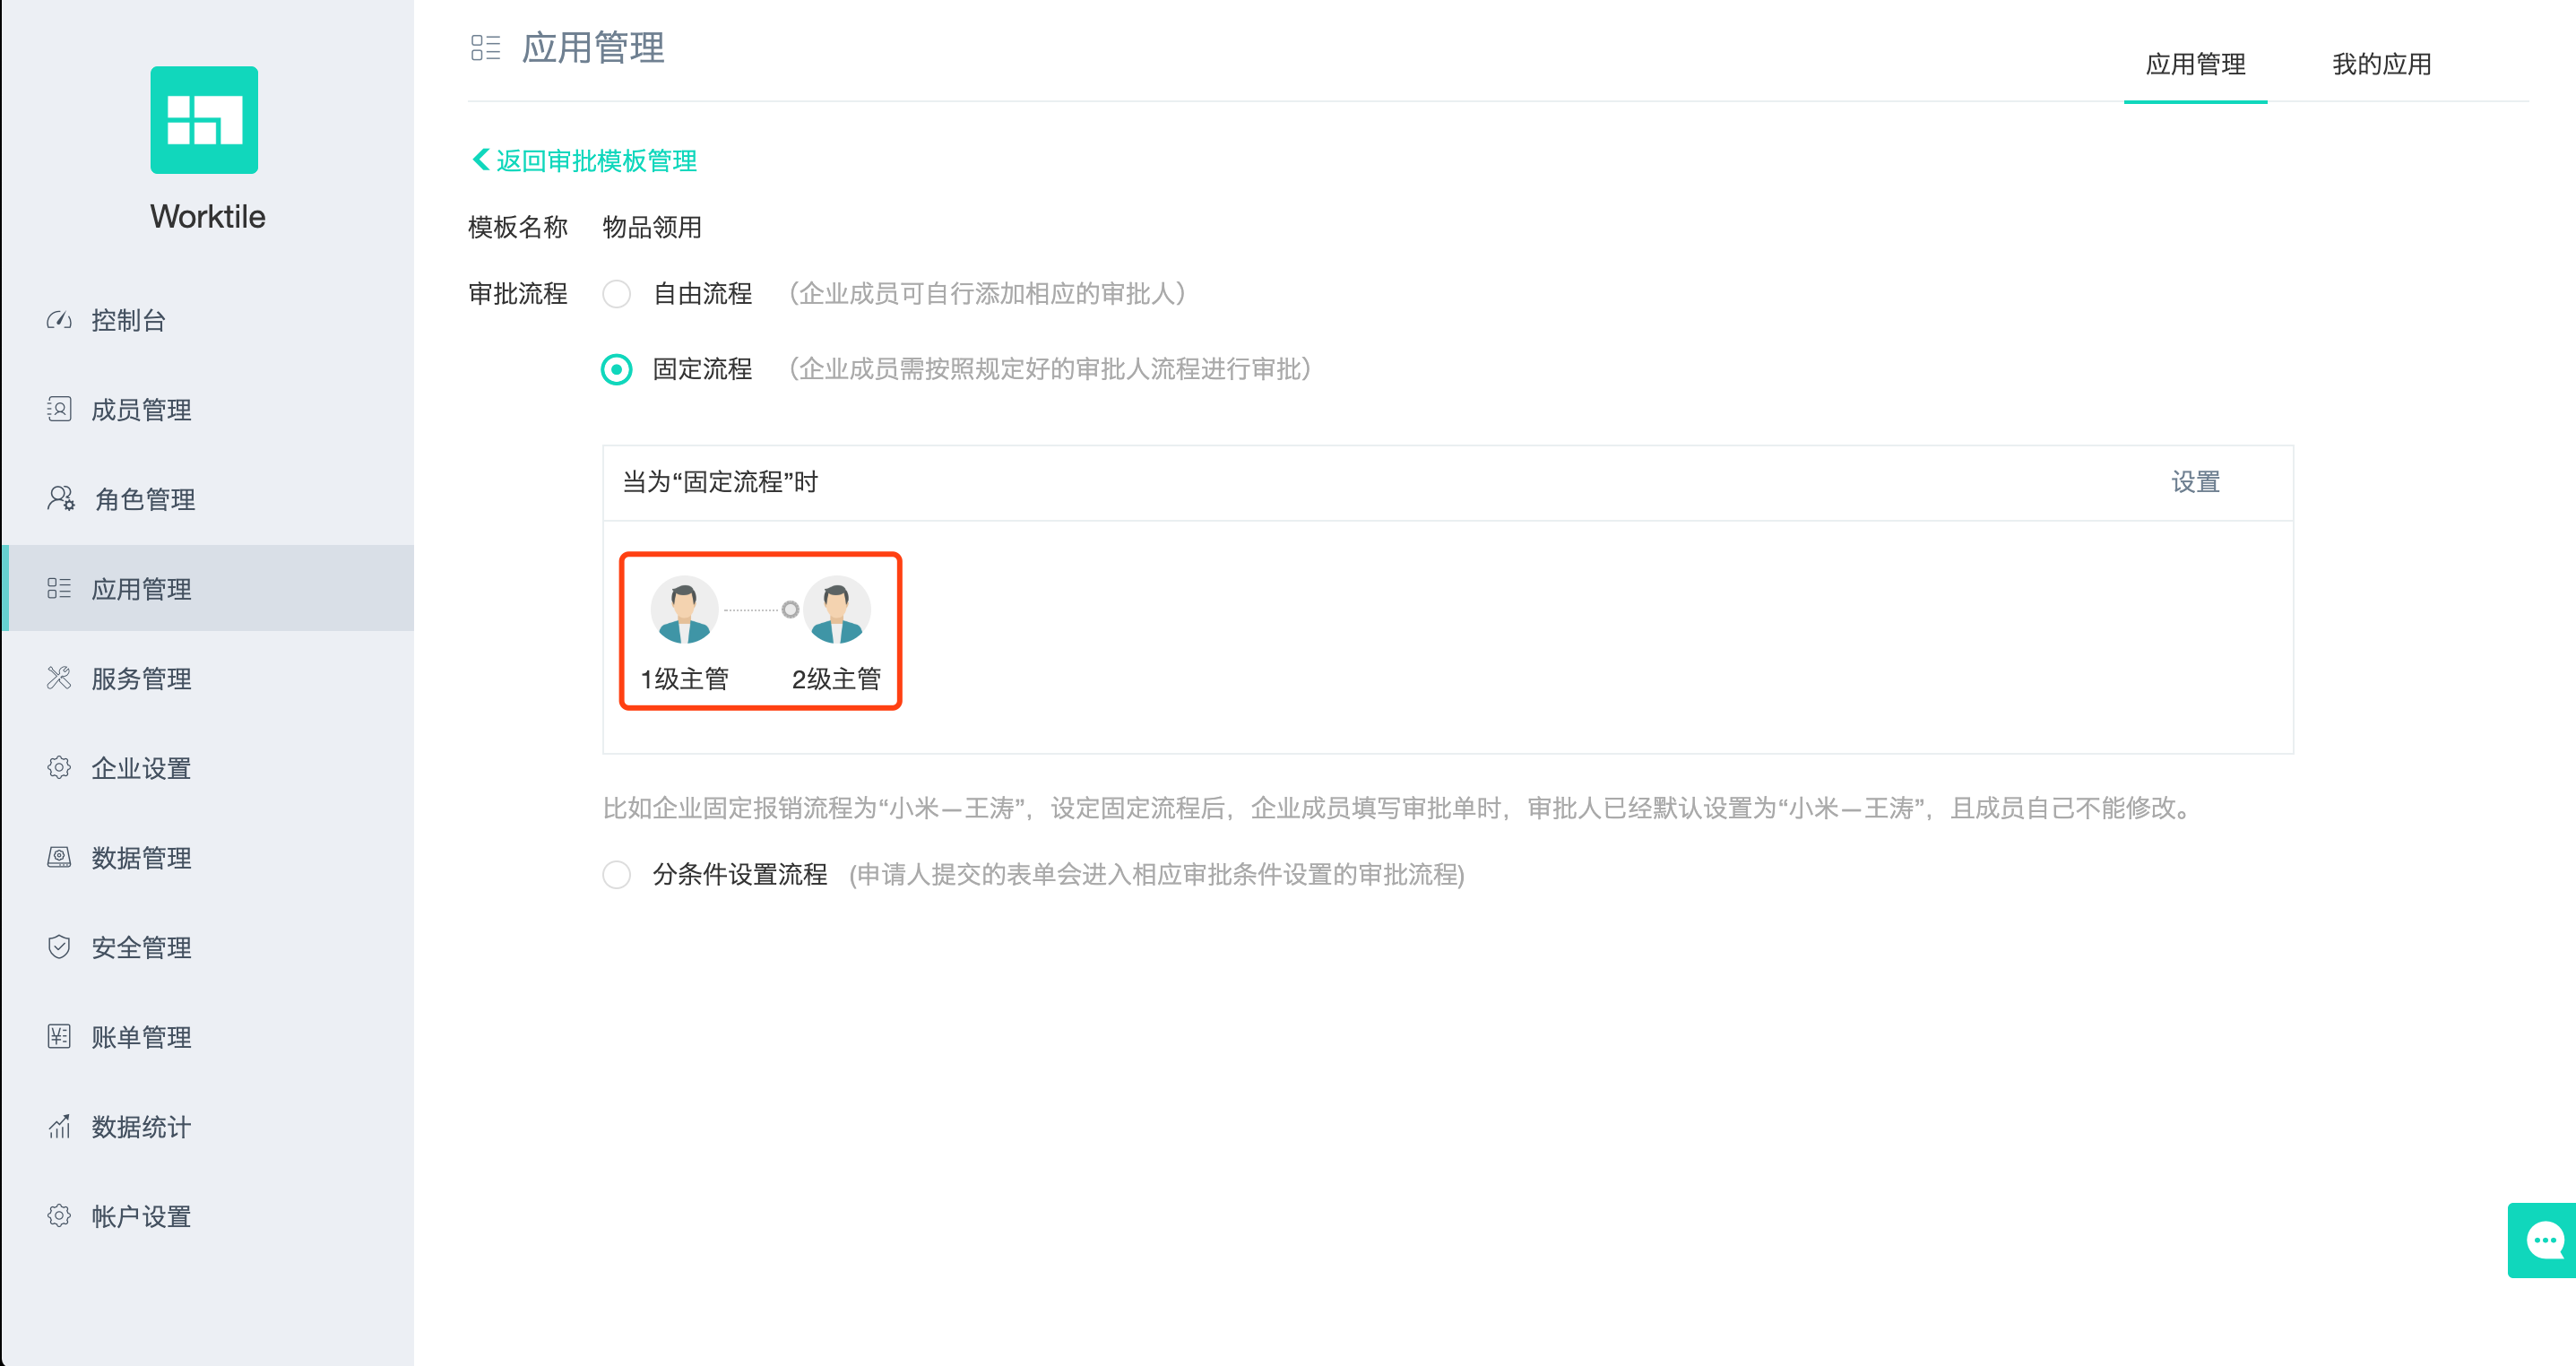 Worktile
控制台
成员管理
角色管理
应用管理
服务管理
企业设置
数据管理
安全管理
账单管理
数据统计
帐户设置
应用管理
应用管理 我的应用
返回审批模板管理
模板名称 物品领用
审批流程 自由流程 （企业成员可自行添加相应的审批人）
固定流程 （企业成员需按照规定好的审批人流程进行审批）
当为“固定流程”时 设置
1级主管 2级主管
比如企业固定报销流程为“小米—王涛”，设定固定流程后，企业成员填写审批单时，审批人已经默认设置为“小米—王涛”，且成员自己不能修改。
分条件设置流程 (申请人提交的表单会进入相应审批条件设置的审批流程)